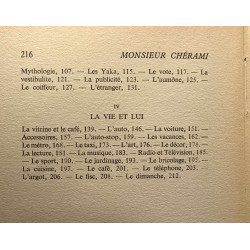 216 MONSIEUR CHÉRAMI
Mythologie, 107. — Les Yaka, 115. — Le vote, 117. — La
vestibulite, 121. — La publicité, 123. — L'aumône, 125. —
Le coiffeur, 127. — L'étranger, 131.
IV
LA VIE ET LUI
La vitrine et le café, 139. — L'auto, 146. — La voiture, 151. —
Accessoires, 157. — L'auto-stop, 159. — Les vacances, 162. —
Le métro, 168. — Le taxi, 173. — L'art, 176. — Le décor, 178. —
La lecture, 181. — La musique, 183. — Radio et Télévision, 185.
— Le sport, 190. — Le jardinage, 193. — Le bricolage, 195. —
La cuisine, 197. — Le café, 201. — Le téléphone, 203. —
L'argot, 206. — Le fisc, 208. — Le dimanche, 212.